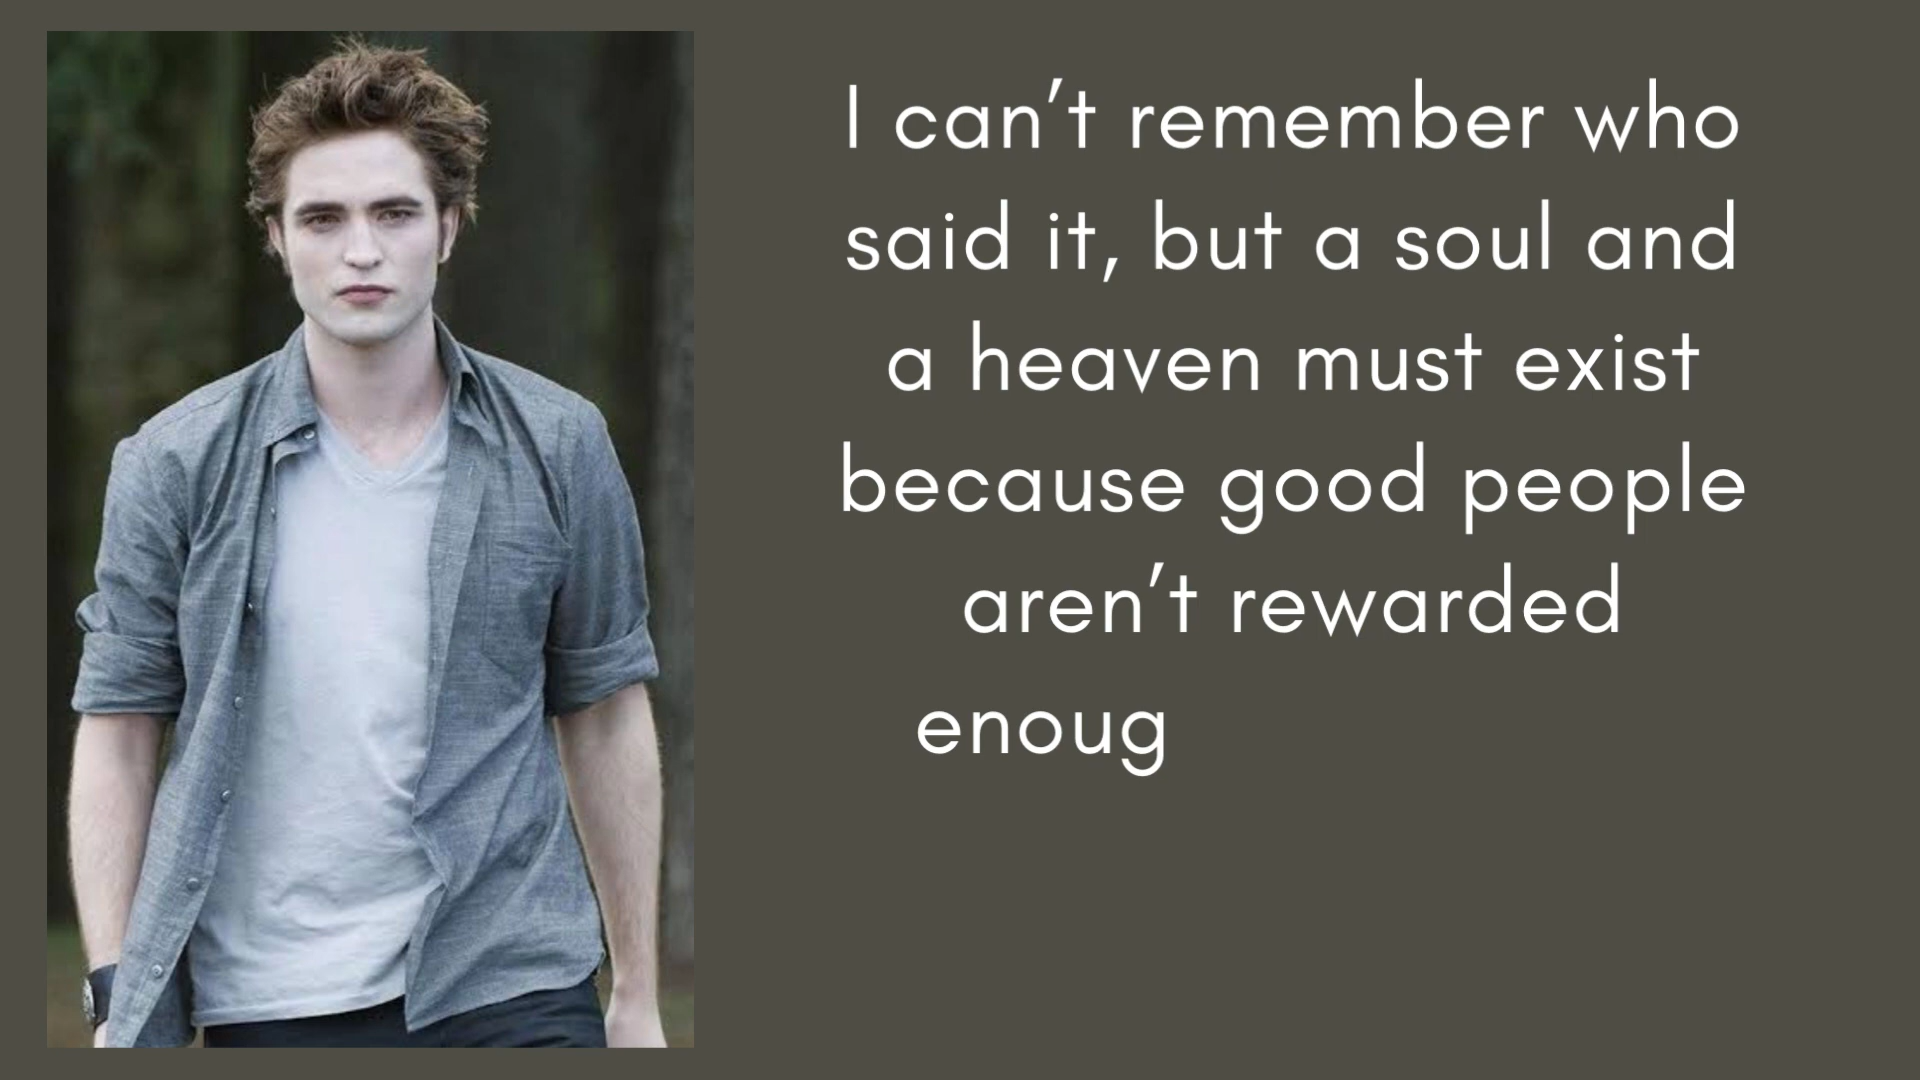 I can’t remember who
said it, but a soul and
a heaven must exist
because good people
aren’t rewarded
enoug